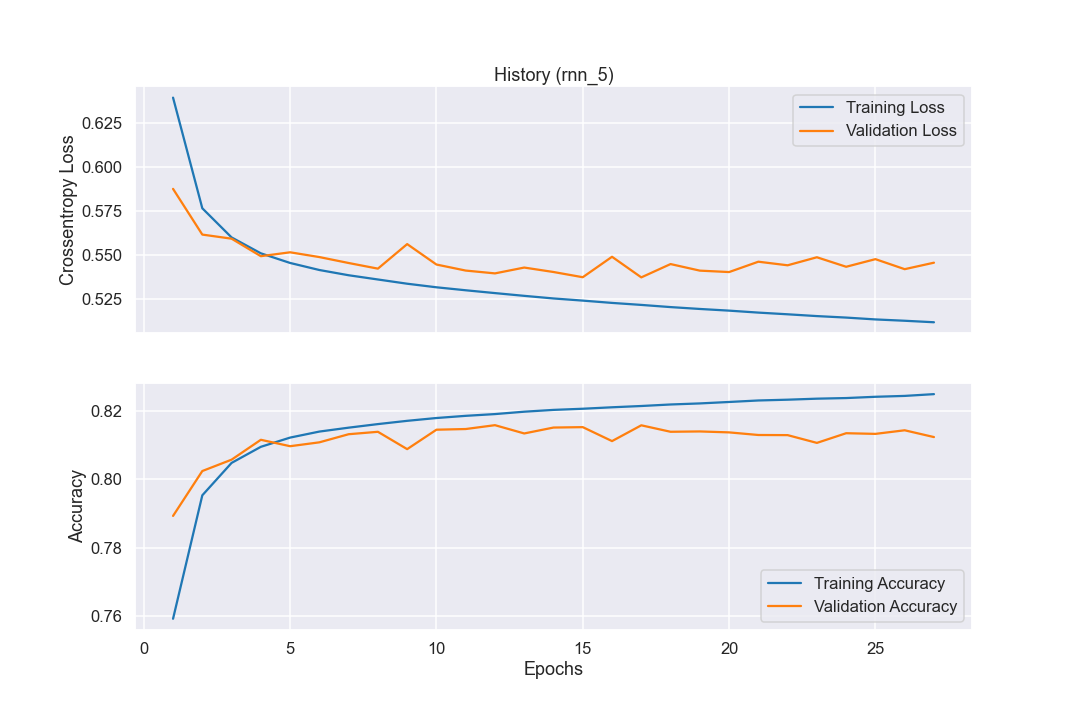 History (rnn_5)
Training Loss
Validation Loss
0.625
0.600
0.575
0.550
0.525
Crossentropy Loss
0.82
0.80
0.78
0.76
Accuracy
Training Accuracy
Validation Accuracy
0 5 10 15 20 25
Epochs